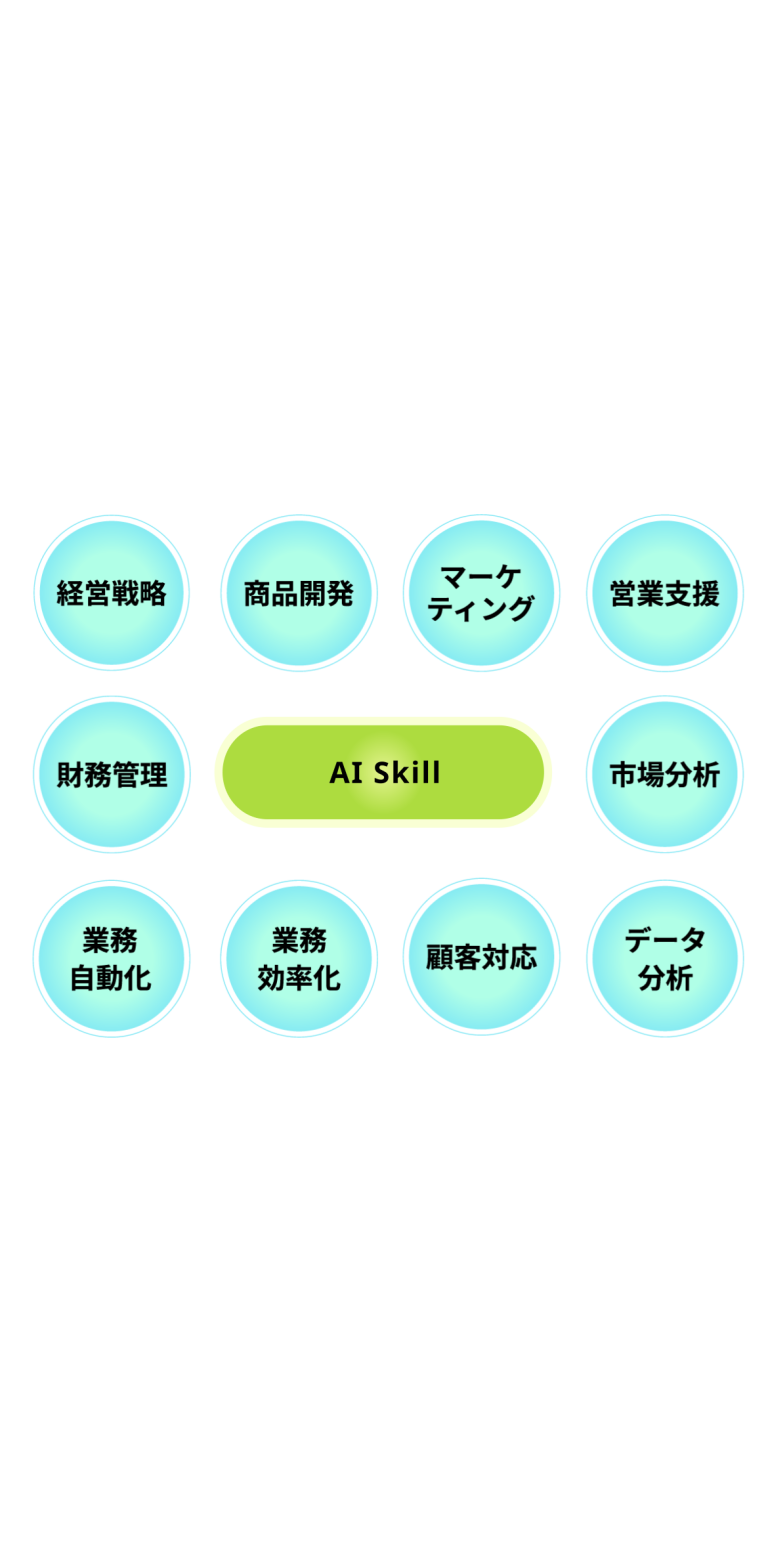 経営戦略
商品開発
マーケ
ティング
営業支援
財務管理
AI Skill
市場分析
業務
自動化
業務
効率化
顧客対応
データ
分析